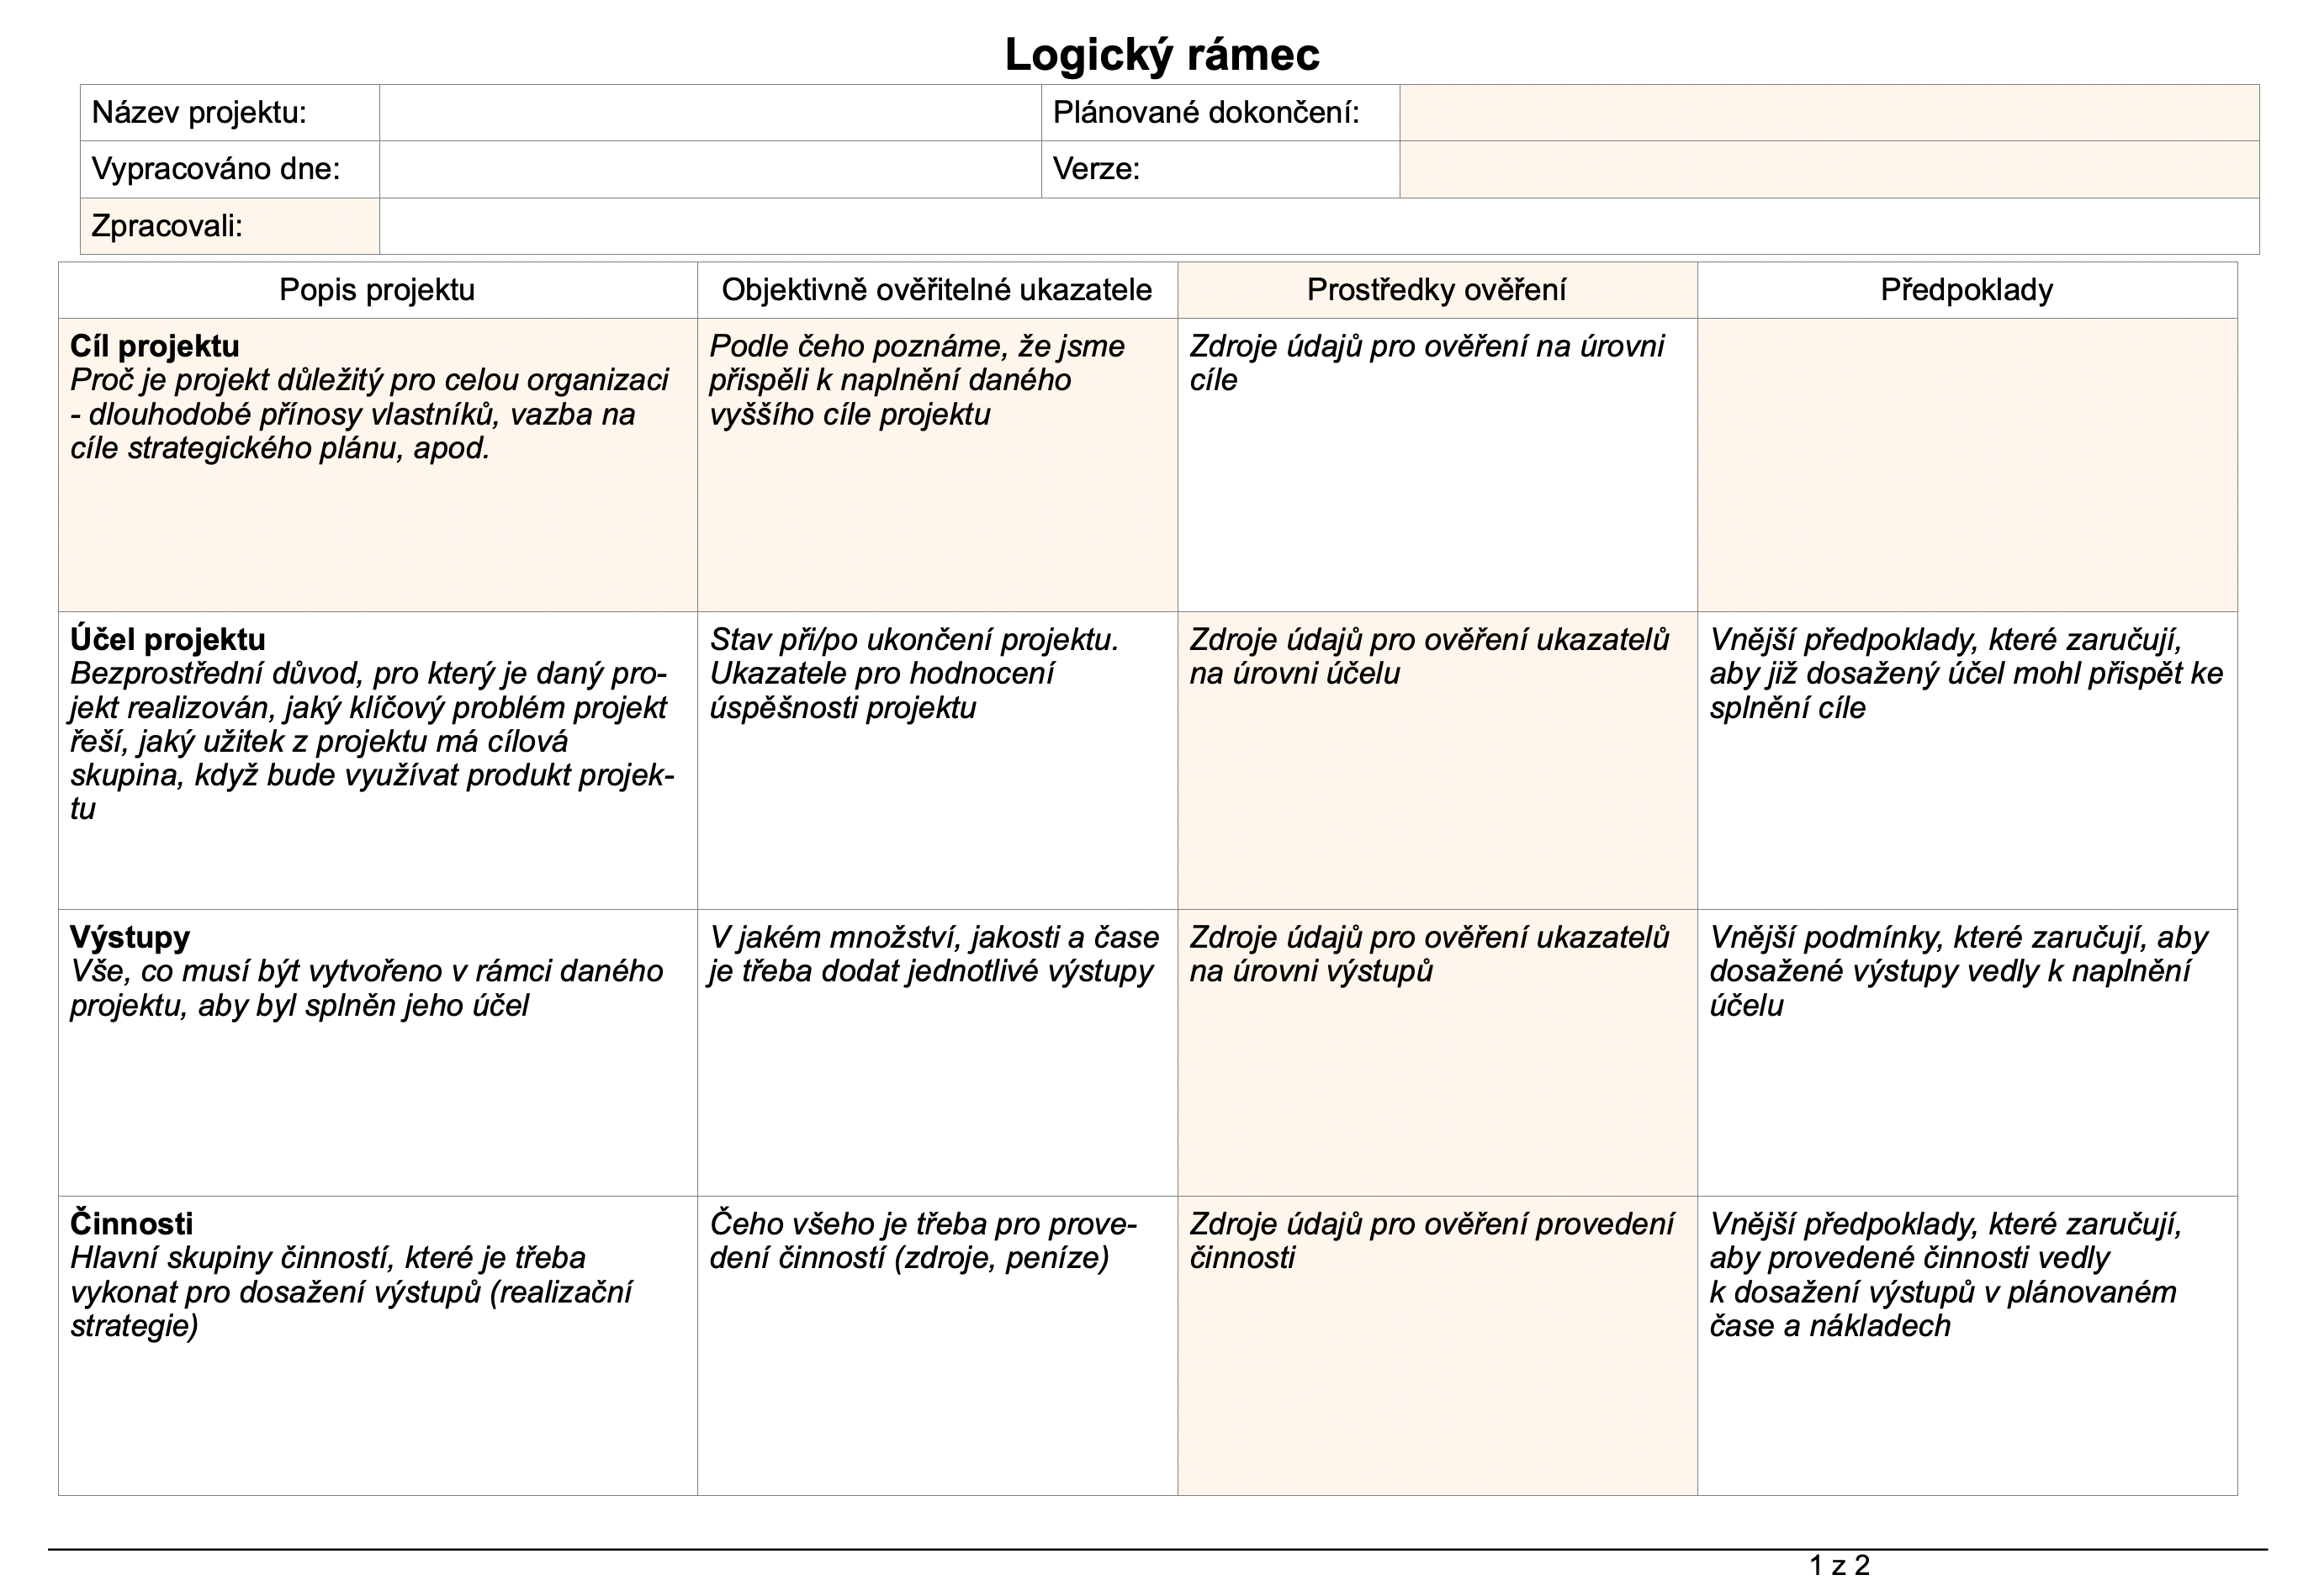 Logický rámec
Název projektu:
Plánované dokončení:
Vypracováno dne:
Verze:
Zpracovali:
Popis projektu
Objektivně ověřitelné ukazatele
Prostředky ověření
Předpoklady
Cíl projektu
Proč je projekt důležitý pro celou organizaci
- dlouhodobé přínosy vlastníků, vazba na
cíle strategického plánu, apod.
Podle čeho poznáme, že jsme
přispěli k naplnění daného
vyššího cíle projektu
Zdroje údajů pro ověření na úrovni
cíle
Účel projektu
Bezprostřední důvod, pro který je daný pro-
jekt realizován, jaký klíčový problém projekt
řeší, jaký užitek z projektu má cílová
skupina, když bude využívat produkt projek-
tu
Stav při/po ukončení projektu.
Ukazatele pro hodnocení
úspěšnosti projektu
Zdroje údajů pro ověření ukazatelů
na úrovni účelu
Vnější předpoklady, které zaručují,
aby již dosažený účel mohl přispět ke
splnění cíle
Výstupy
Vše, co musí být vytvořeno v rámci daného
projektu, aby byl splněn jeho účel
V jakém množství, jakosti a čase
je třeba dodat jednotlivé výstupy
Zdroje údajů pro ověření ukazatelů
na úrovni výstupů
Vnější podmínky, které zaručují, aby
dosažené výstupy vedly k naplnění
účelu
Činnosti
Hlavní skupiny činností, které je třeba
vykonat pro dosažení výstupů (realizační
strategie)
Čeho všeho je třeba pro prove-
dení činností (zdroje, peníze)
Zdroje údajů pro ověření provedení
činnosti
Vnější předpoklady, které zaručují,
aby provedené činnosti vedly
k dosažení výstupů v plánovaném
čase a nákladech
1 z 2